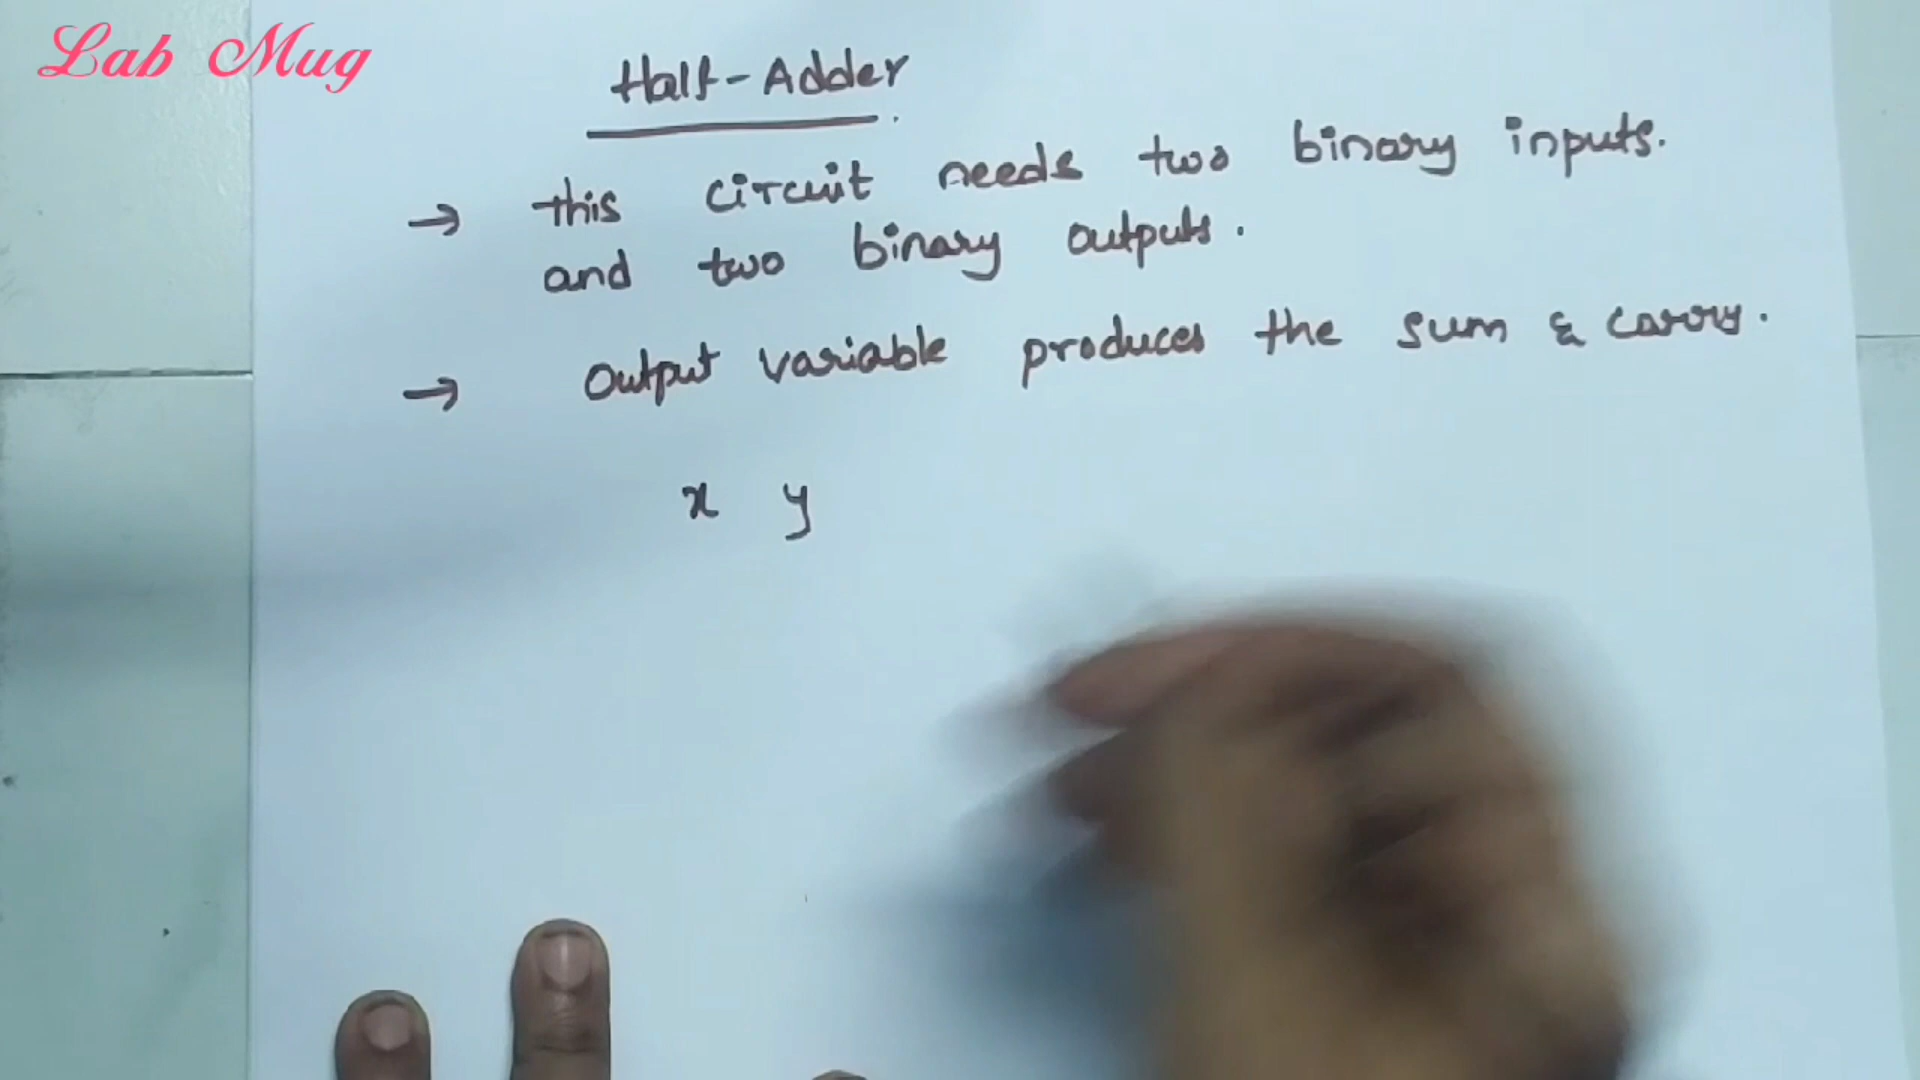 Lab Mug
Half-Adder
→ this circuit needs two binary inputs.
and two binary outputs.
→ Output variable produces the sum & carry.
x y